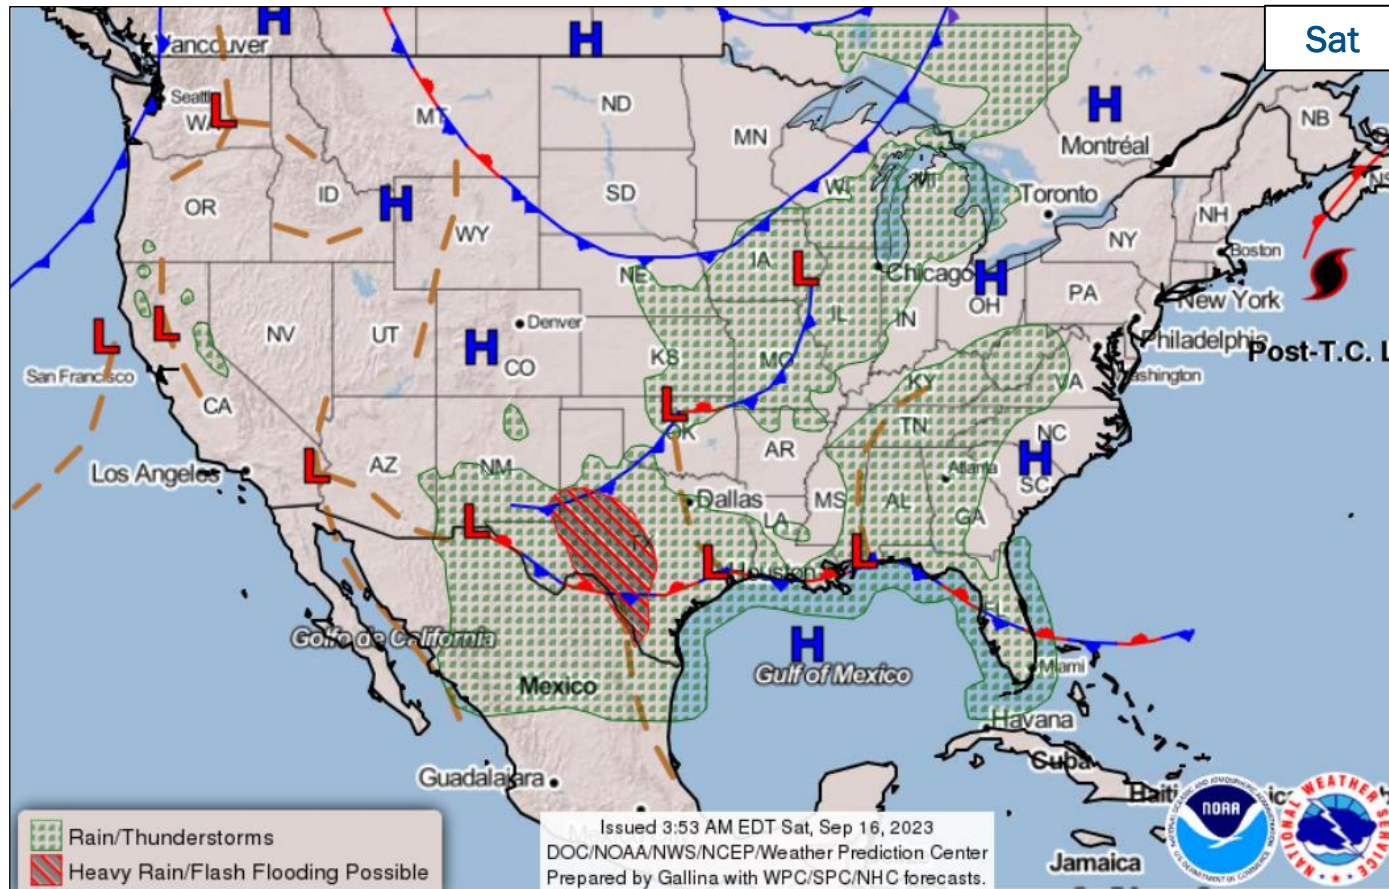 Sat
Vancouver
H
H
Seattl
L
WA
MT
ND
MN
H
NB
Montréal
OR
ID
H
SD
WI
MI
Toronto
NH
NY
WY
Boston
NE
IA
L
Chicago
H
OH
PA
New York
L
L
NV
UT
Denver
H
CO
KS
MO
IL
IN
Philadelphia
Post-T.C. L
San Francisco
CA
KY
VA
ashington
L
OK
TN
NC
AR
Los Angeles
L
AZ
NM
Atlanta
H
SC
Dallas
MS
AL
GA
LA
L
TX
L
Houston
L
Golfo de California
H
Gulf of Mexico
Miami
Mexico
Havana
Cuba
Guadalajara
Haiti
NOAA
NATIONAL WEATHER SERVICE
Jamaica
Rain/Thunderstorms
Heavy Rain/Flash Flooding Possible
Issued 3:53 AM EDT Sat, Sep 16, 2023
DOC/NOAA/NWS/NCEP/Weather Prediction Center
Prepared by Gallina with WPC/SPC/NHC forecasts.